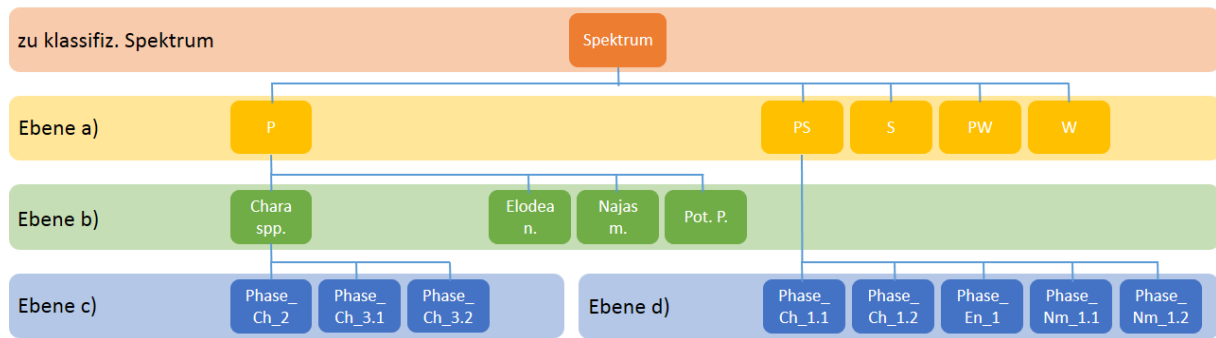 zu klassifiz. Spektrum
Spektrum
Ebene a)
P
PS
S
PW
W
Ebene b)
Chara
spp.
Elodea
n.
Najas
m.
Pot. P.
Ebene c)
Phase_
Ch_2
Phase_
Ch_3.1
Phase_
Ch_3.2
Ebene d)
Phase_
Ch_1.1
Phase_
Ch_1.2
Phase_
En_1
Phase_
Nm_1.1
Phase_
Nm_1.2